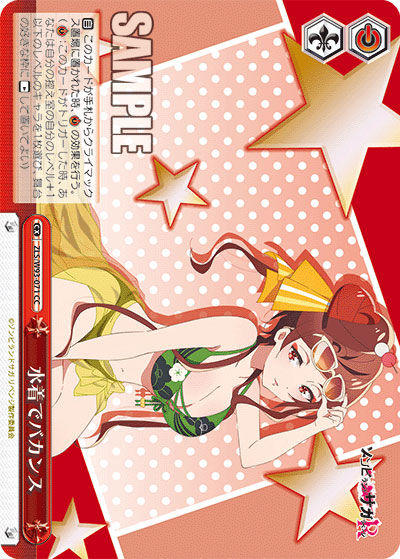 SAMPLE
【自】 このカードが手札からクライマック
ス置場に置かれた時、の効果を行う。
（：このカードがトリガーした時、あ
なたは自分の控え室の自分のレベル＋1
以下のレベルのキャラを1枚選び、舞台
の好きな枠に して置いてよい）
CX
ZLS/W93-071 CC
水着でバカンス
©ゾンビランドサガ リベンジ製作委員会
ゾンビランドサガR